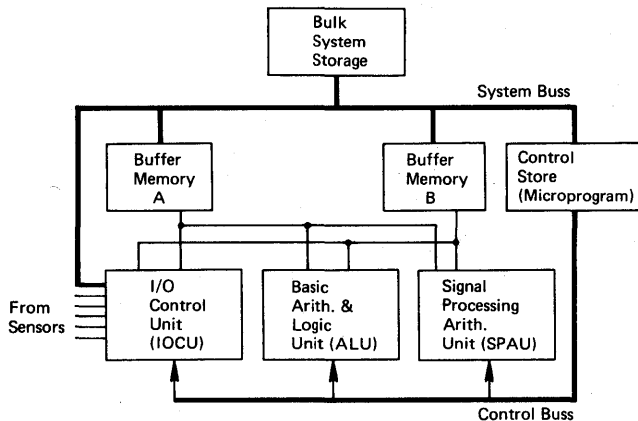 Bulk
System
Storage
System Buss
Buffer
Memory
A
Buffer
Memory
B
Control
Store
(Microprogram)
From
Sensors
I/O
Control
Unit
(IOCU)
Basic
Arith. &
Logic
Unit (ALU)
Signal
Processing
Arith.
Unit (SPAU)
Control Buss